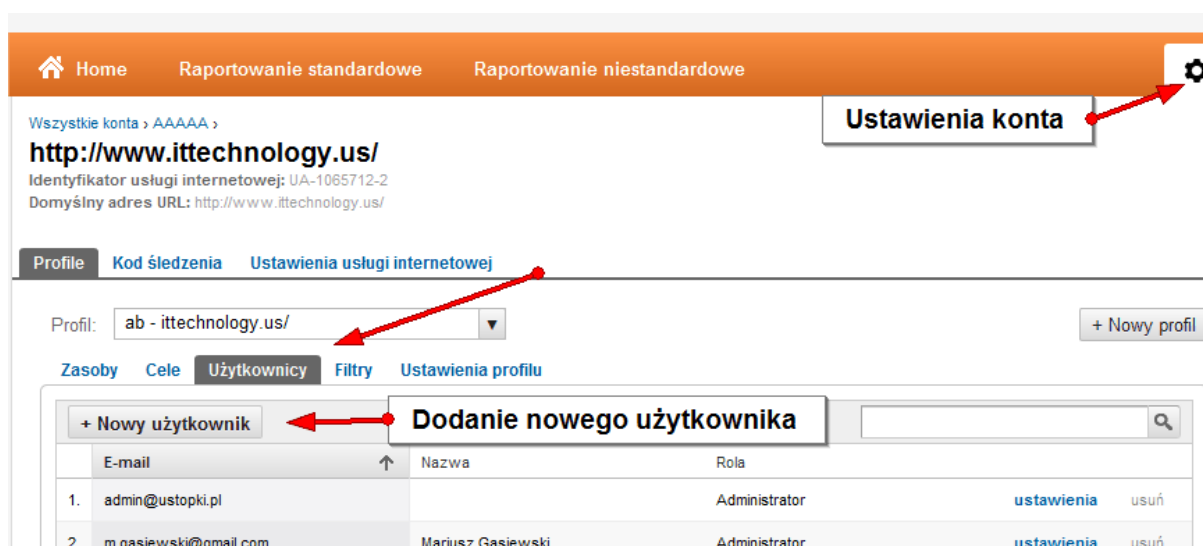 Home Raportowanie standardowe Raportowanie niestandardowe
Ustawienia konta
Wszystkie konta › AAAAA ›
http://www.ittechnology.us/
Identyfikator usługi internetowej: UA-1065712-2
Domyślny adres URL: http://www.ittechnology.us/
Profile Kod śledzenia Ustawienia usługi internetowej
Profil: ab - ittechnology.us/ + Nowy profil
Zasoby Cele Użytkownicy Filtry Ustawienia profilu
+ Nowy użytkownik Dodanie nowego użytkownika
E-mail Nazwa Rola
1. admin@ustopki.pl Administrator ustawienia usuń
2. m.gasiewski@gmail.com Mariusz Gasiewski Administrator ustawienia usuń